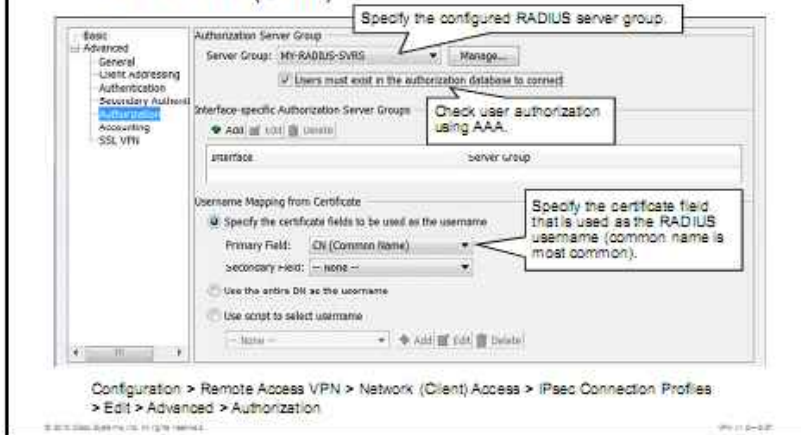 Specify the configured RADIUS server group.
Basic
Advanced
General
Client Addressing
Authentication
Secondary Authenti
Authorization
Accounting
SSL VPN
Authorization Server Group
Server Group: MY-RADIUS-SVRS
Manage...
Users must exist in the authorization database to connect
Check user authorization
using AAA.
Interface-specific Authorization Server Groups
Add Edit Delete
Interface Server Group
Username Mapping from Certificate
Specify the certificate fields to be used as the username
Primary Field: CN (Common Name)
Secondary Field: -- None --
Specify the certificate field
that is used as the RADIUS
username (common name is
most common).
Use the entire DN as the username
Use script to select username
-- None -- Add Edit Delete
Configuration > Remote Access VPN > Network (Client) Access > IPsec Connection Profiles
> Edit > Advanced > Authorization